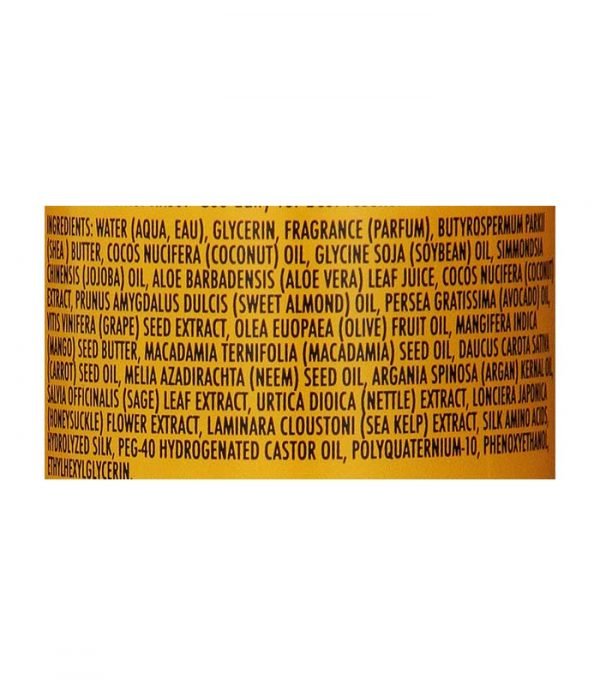 INGREDIENTS: WATER (AQUA, EAU), GLYCERIN, FRAGRANCE (PARFUM), BUTYROSPERMUM PARKII
(SHEA) BUTTER, COCOS NUCIFERA (COCONUT) OIL, GLYCINE SOJA (SOYBEAN) OIL, SIMMONDSIA
CHINENSIS (JOJOBA) OIL, ALOE BARBADENSIS (ALOE VERA) LEAF JUICE, COCOS NUCIFERA (COCONUT)
EXTRACT, PRUNUS AMYGDALUS DULCIS (SWEET ALMOND) OIL, PERSEA GRATISSIMA (AVOCADO) OIL,
VITIS VINIFERA (GRAPE) SEED EXTRACT, OLEA EUOPAEA (OLIVE) FRUIT OIL, MANGIFERA INDICA
(MANGO) SEED BUTTER, MACADAMIA TERNIFOLIA (MACADAMIA) SEED OIL, DAUCUS CAROTA SATIVA
(CARROT) SEED OIL, MELIA AZADIRACHTA (NEEM) SEED OIL, ARGANIA SPINOSA (ARGAN) KERNAL OIL,
SALVIA OFFICINALIS (SAGE) LEAF EXTRACT, URTICA DIOICA (NETTLE) EXTRACT, LONCIERA JAPONICA
(HONEYSUCKLE) FLOWER EXTRACT, LAMINARA CLOUSTONI (SEA KELP) EXTRACT, SILK AMINO ACIDS,
HYDROLYZED SILK, PEG-40 HYDROGENATED CASTOR OIL, POLYQUATERNIUM-10, PHENOXYETHANOL,
ETHYLHEXYLGLYCERIN.